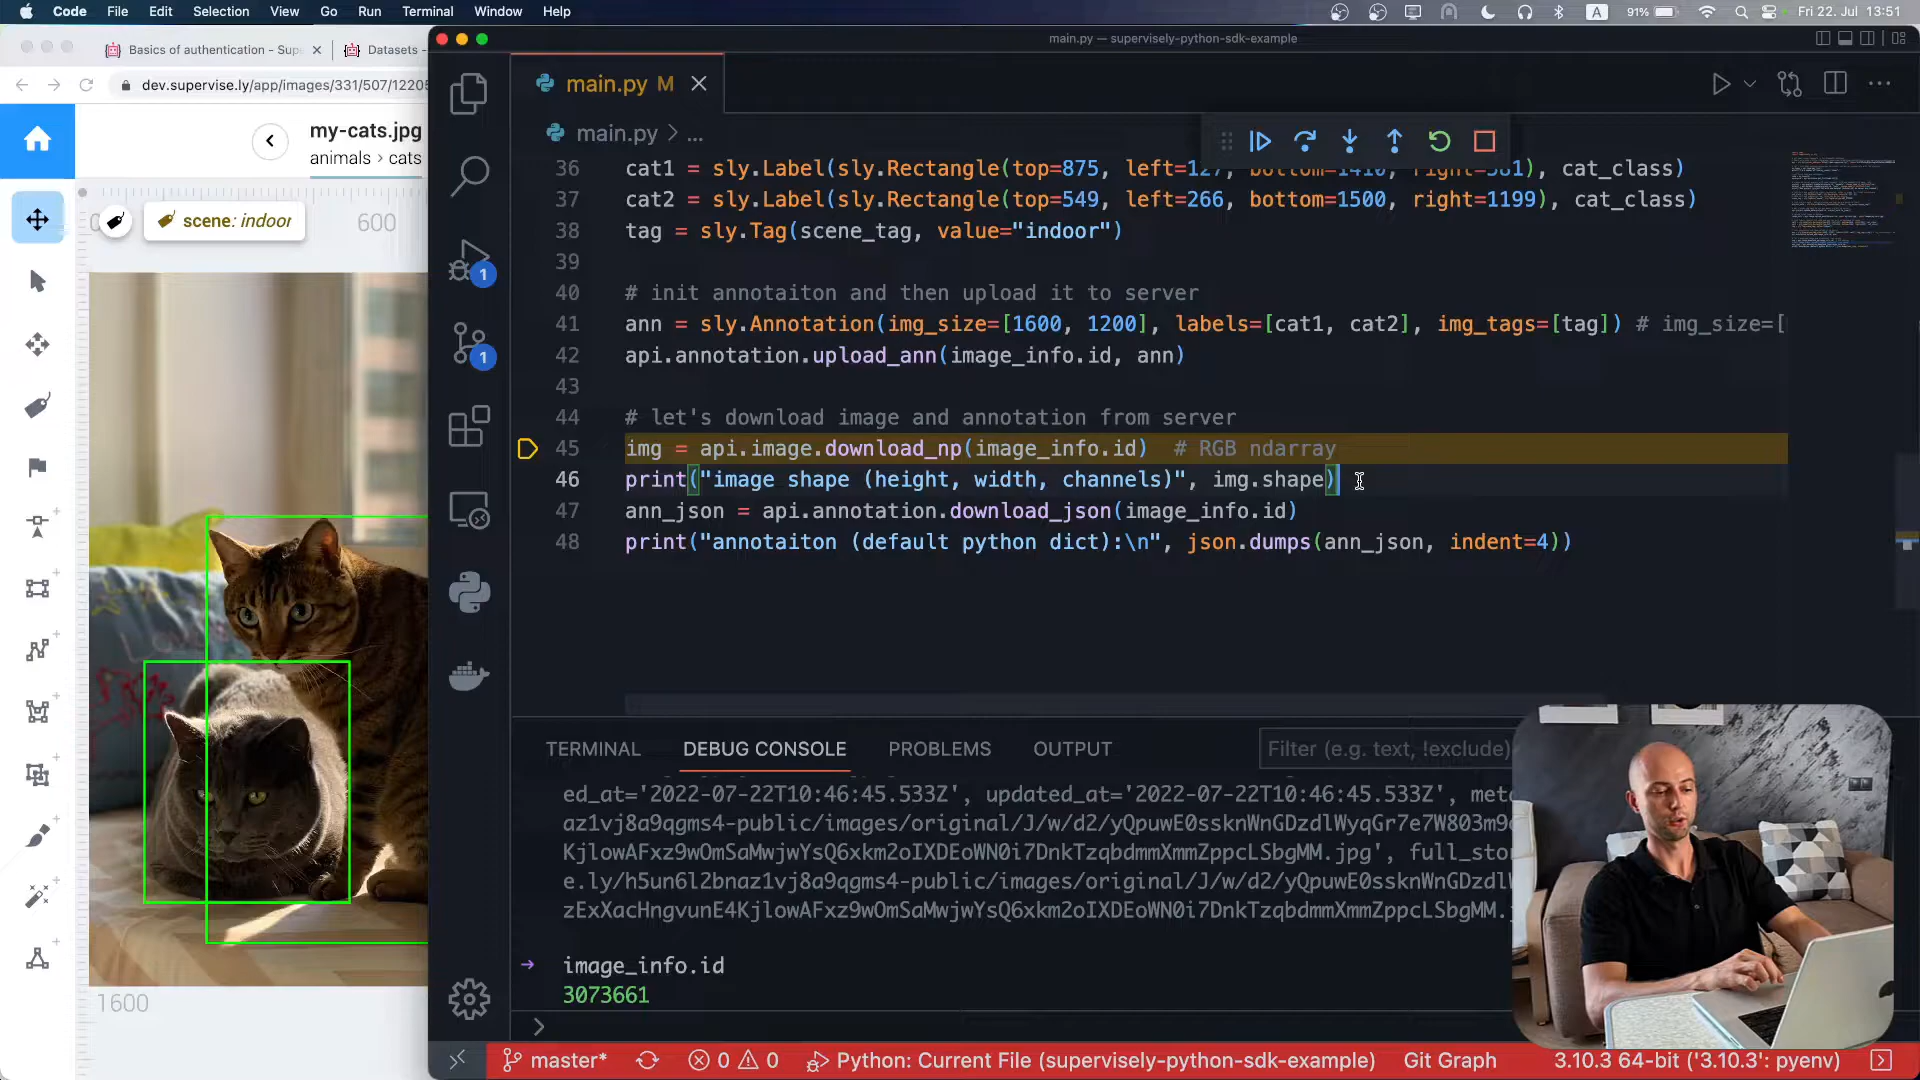 Code File Edit Selection View Go Run Terminal Window Help
A 91% Fri 22. Jul 13:51
Basics of authentication - Sup
Datasets -
dev.supervise.ly/app/images/331/507/12205
my-cats.jpg
animals > cats
scene: indoor
600
1600
main.py — supervisely-python-sdk-example
main.py M
main.py > ...
36 cat1 = sly.Label(sly.Rectangle(top=875, left=127, bottom=1410, right=581), cat_class)
37 cat2 = sly.Label(sly.Rectangle(top=549, left=266, bottom=1500, right=1199), cat_class)
38 tag = sly.Tag(scene_tag, value="indoor")
39
40 # init annotaiton and then upload it to server
41 ann = sly.Annotation(img_size=[1600, 1200], labels=[cat1, cat2], img_tags=[tag]) # img_size=[
42 api.annotation.upload_ann(image_info.id, ann)
43
44 # let's download image and annotation from server
45 img = api.image.download_np(image_info.id)  # RGB ndarray
46 print("image shape (height, width, channels)", img.shape)
47 ann_json = api.annotation.download_json(image_info.id)
48 print("annotaiton (default python dict):\n", json.dumps(ann_json, indent=4))
1
1
TERMINAL DEBUG CONSOLE PROBLEMS OUTPUT
Filter (e.g. text, !exclude)
ed_at='2022-07-22T10:46:45.533Z', updated_at='2022-07-22T10:46:45.533Z', met
az1vj8a9qgms4-public/images/original/J/w/d2/yQpuwE0ssknWnGDzdlWyqGr7e7W803m9
KjlowAFxz9wOmSaMwjwYsQ6xkm2oIXDEoWN0i7DnkTzqbdmmXmmZppcLSbgMM.jpg', full_sto
e.ly/h5un6l2bnaz1vj8a9qgms4-public/images/original/J/w/d2/yQpuwE0ssknWnGDzdl
zExXacHngvunE4KjlowAFxz9wOmSaMwjwYsQ6xkm2oIXDEoWN0i7DnkTzqbdmmXmmZppcLSbgMM.
image_info.id
3073661
master* 0 0 Python: Current File (supervisely-python-sdk-example) Git Graph 3.10.3 64-bit ('3.10.3': pyenv)